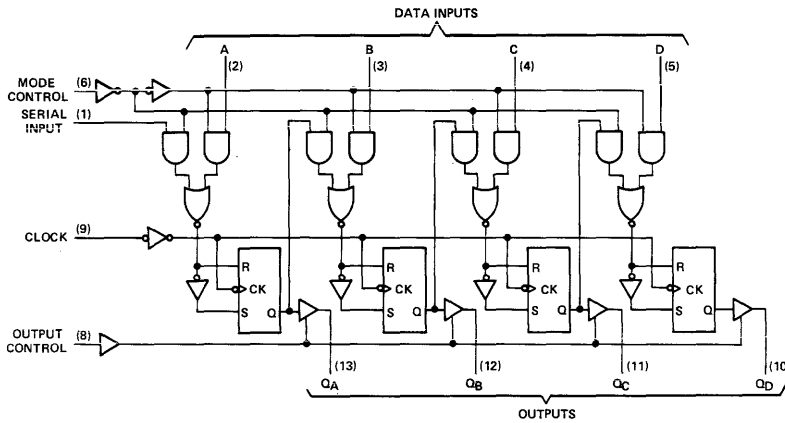 DATA INPUTS
A B C D
(2) (3) (4) (5)
MODE CONTROL (6)
SERIAL INPUT (1)
CLOCK (9)
R R R R
CK CK CK CK
S Q S Q S Q S Q
OUTPUT CONTROL (8)
(13) (12) (11) (10
QA QB QC QD
OUTPUTS